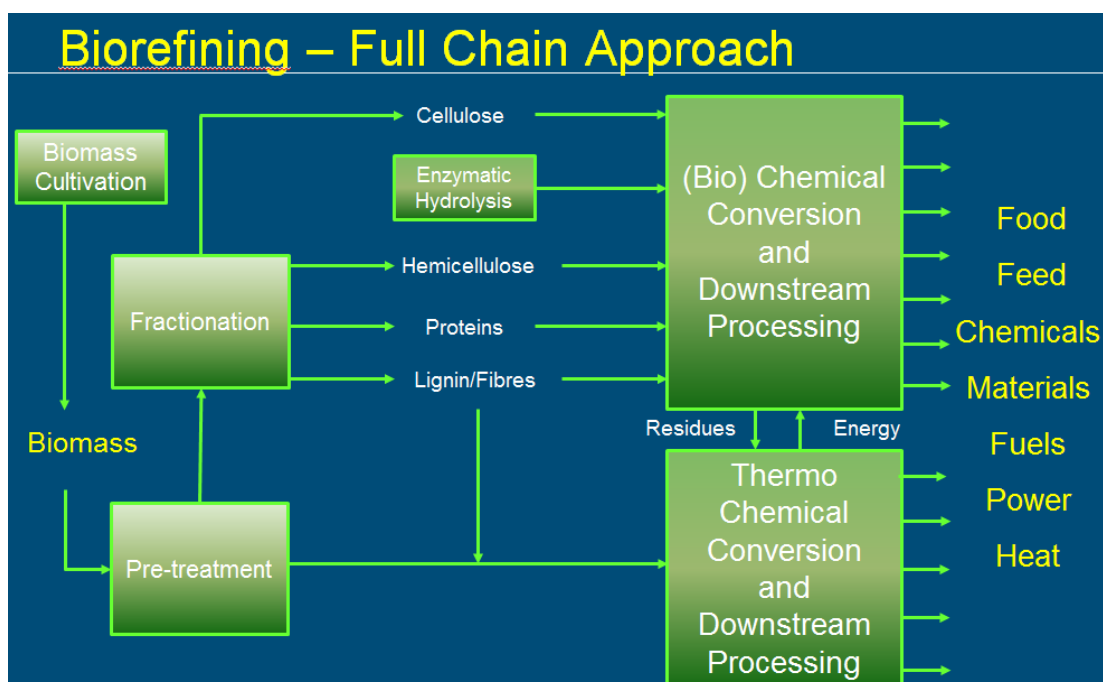 Biorefining – Full Chain Approach
Biomass
Cultivation
Cellulose
Enzymatic
Hydrolysis
Fractionation
Hemicellulose
Proteins
Lignin/Fibres
Biomass
Pre-treatment
(Bio) Chemical
Conversion
and
Downstream
Processing
Residues
Energy
Thermo
Chemical
Conversion
and
Downstream
Processing
Food
Feed
Chemicals
Materials
Fuels
Power
Heat